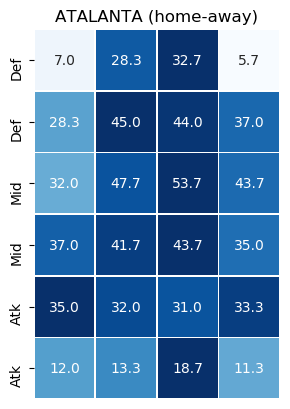 ATALANTA (home-away)
Def 7.0 28.3 32.7 5.7
Def 28.3 45.0 44.0 37.0
Mid 32.0 47.7 53.7 43.7
Mid 37.0 41.7 43.7 35.0
Atk 35.0 32.0 31.0 33.3
Atk 12.0 13.3 18.7 11.3